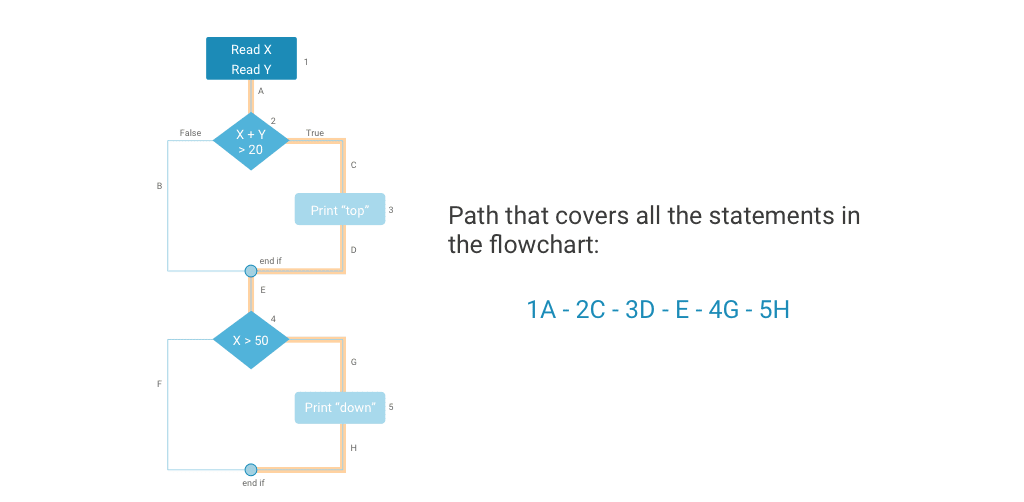 Read X
Read Y
1
A
2
False
True
X + Y
> 20
C
B
Print “top”
3
D
end if
E
4
X > 50
G
F
Print “down”
5
H
end if
Path that covers all the statements in
the flowchart:
1A - 2C - 3D - E - 4G - 5H